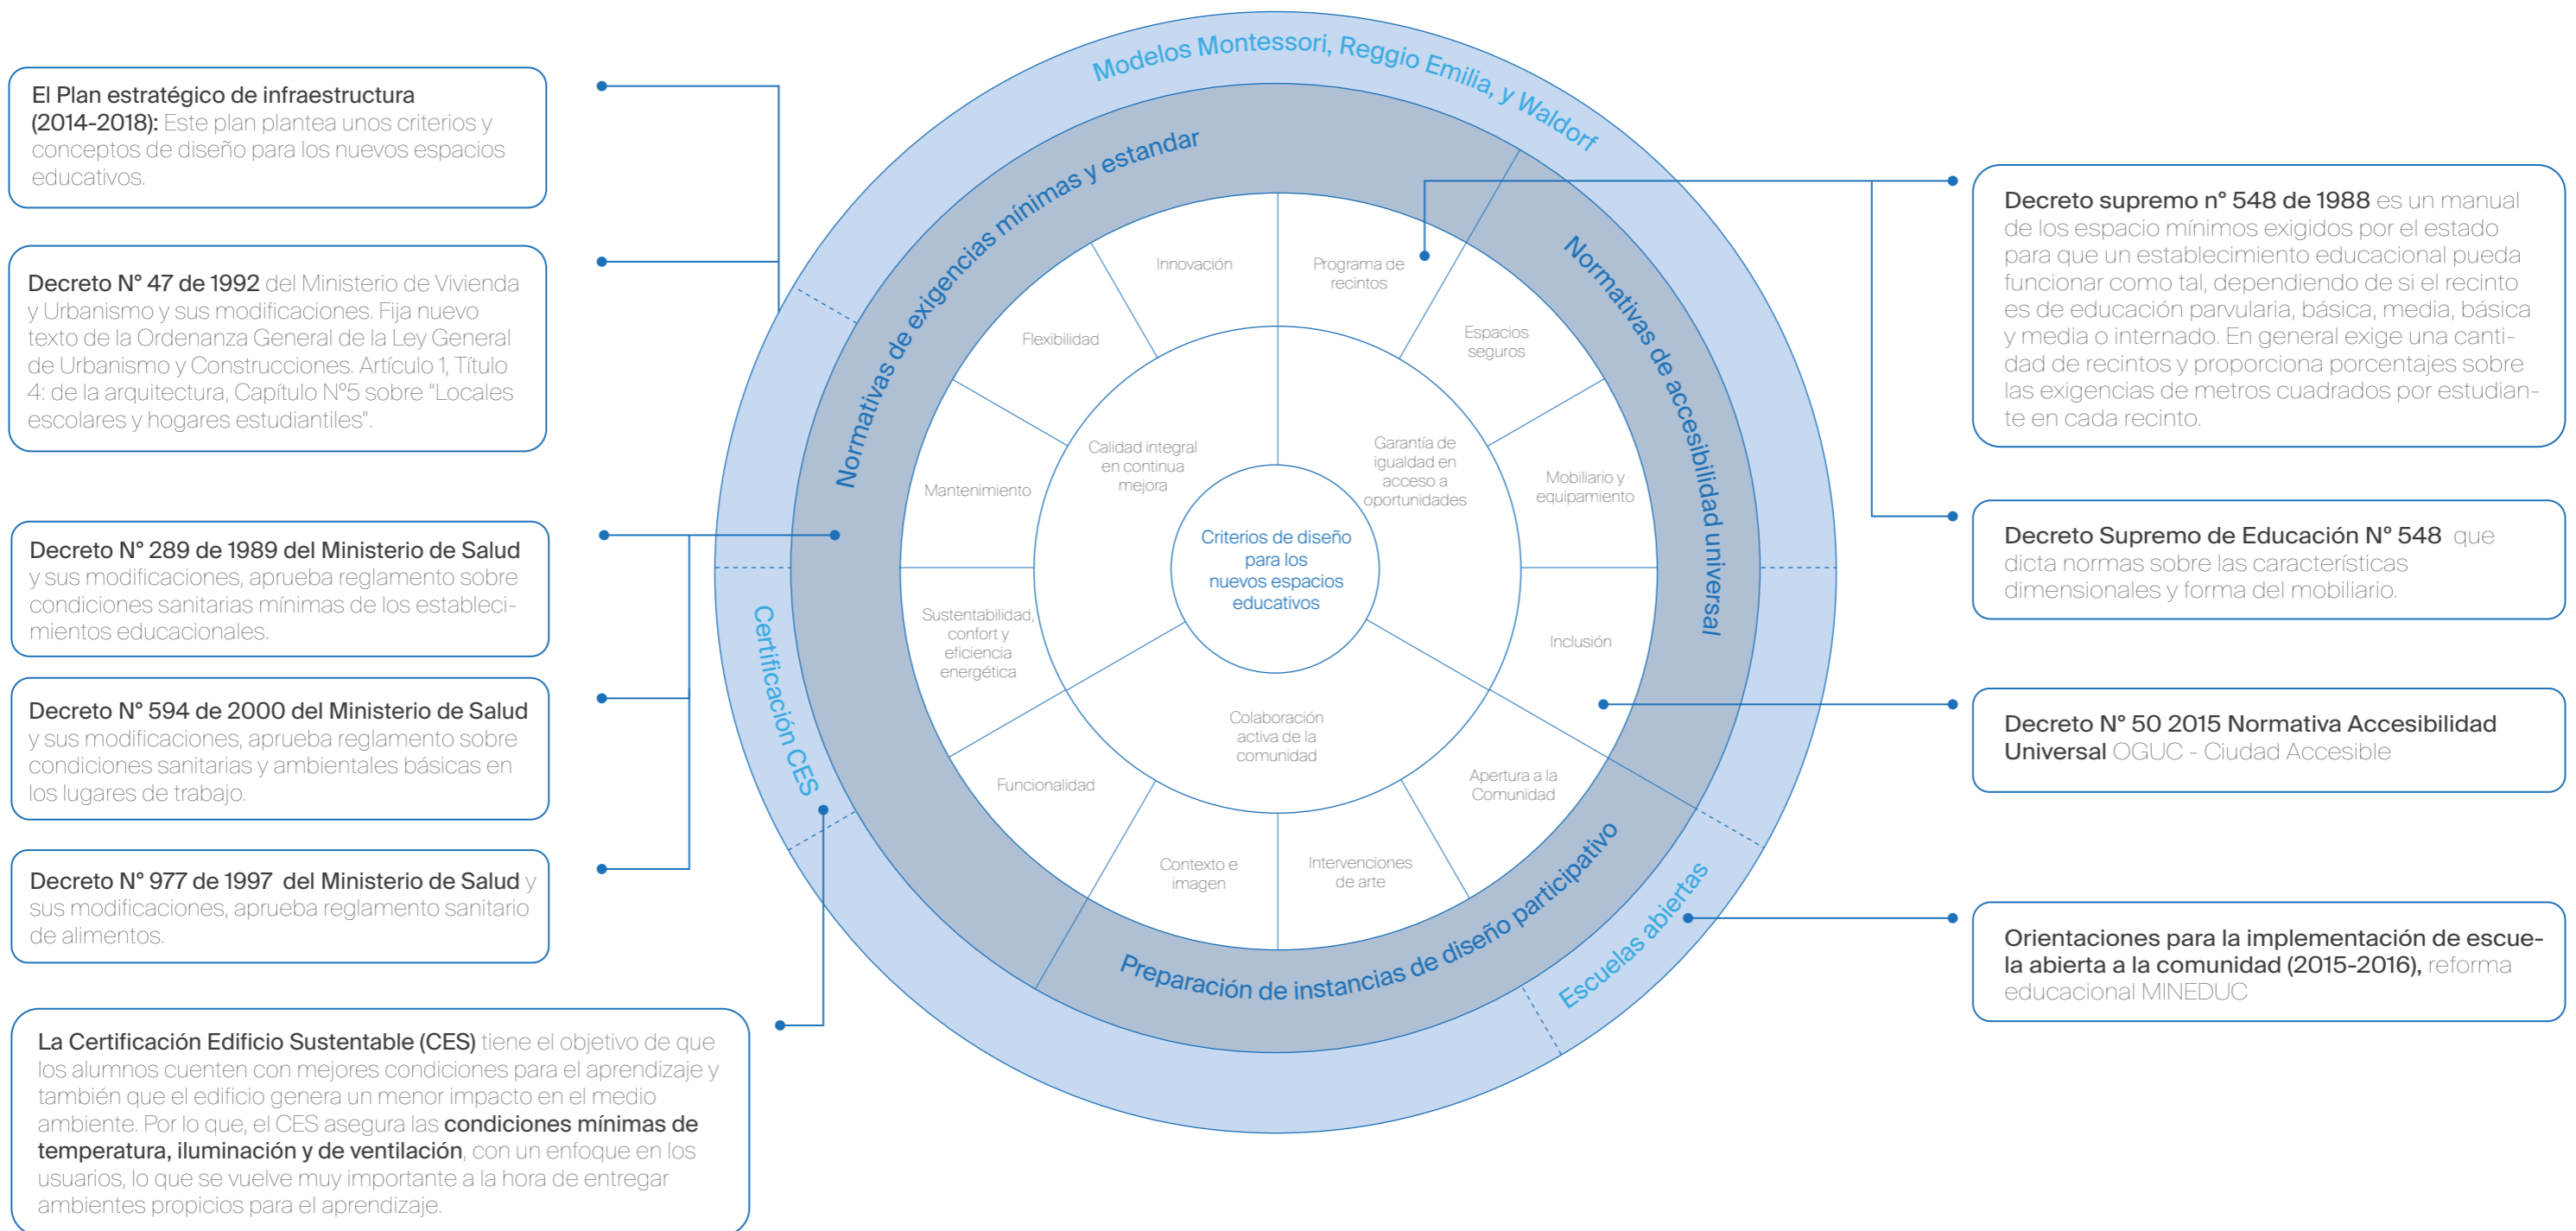 El Plan estratégico de infraestructura
(2014-2018): Este plan plantea unos criterios y
conceptos de diseño para los nuevos espacios
educativos.
Decreto N° 47 de 1992 del Ministerio de Vivienda
y Urbanismo y sus modificaciones. Fija nuevo
texto de la Ordenanza General de la Ley General
de Urbanismo y Construcciones. Artículo 1, Título
4: de la arquitectura, Capítulo Nº5 sobre "Locales
escolares y hogares estudiantiles".
Decreto N° 289 de 1989 del Ministerio de Salud
y sus modificaciones, aprueba reglamento sobre
condiciones sanitarias mínimas de los estableci-
mientos educacionales.
Decreto N° 594 de 2000 del Ministerio de Salud
y sus modificaciones, aprueba reglamento sobre
condiciones sanitarias y ambientales básicas en
los lugares de trabajo.
Decreto N° 977 de 1997 del Ministerio de Salud y
sus modificaciones, aprueba reglamento sanitario
de alimentos.
La Certificación Edificio Sustentable (CES) tiene el objetivo de que
los alumnos cuenten con mejores condiciones para el aprendizaje y
también que el edificio genera un menor impacto en el medio
ambiente. Por lo que, el CES asegura las condiciones mínimas de
temperatura, iluminación y de ventilación, con un enfoque en los
usuarios, lo que se vuelve muy importante a la hora de entregar
ambientes propicios para el aprendizaje.
Modelos Montessori, Reggio Emilia, y Waldorf
Certificación CES
Escuelas abiertas
Normativas de exigencias mínimas y estandar
Normativas de accesibilidad universal
Preparación de instancias de diseño participativo
Innovación
Programa de
recintos
Flexibilidad
Espacios
seguros
Mantenimiento
Mobiliario y
equipamiento
Sustentabilidad,
confort y
eficiencia
energética
Inclusión
Funcionalidad
Apertura a la
Comunidad
Contexto e
imagen
Intervenciones
de arte
Calidad integral
en continua
mejora
Garantía de
igualdad en
acceso a
oportunidades
Colaboración
activa de la
comunidad
Criterios de diseño
para los
nuevos espacios
educativos
Decreto supremo n° 548 de 1988 es un manual
de los espacio mínimos exigidos por el estado
para que un establecimiento educacional pueda
funcionar como tal, dependiendo de si el recinto
es de educación parvularia, básica, media, básica
y media o internado. En general exige una canti-
dad de recintos y proporciona porcentajes sobre
las exigencias de metros cuadrados por estudian-
te en cada recinto.
Decreto Supremo de Educación N° 548 que
dicta normas sobre las características
dimensionales y forma del mobiliario.
Decreto N° 50 2015 Normativa Accesibilidad
Universal OGUC - Ciudad Accesible
Orientaciones para la implementación de escue-
la abierta a la comunidad (2015-2016), reforma
educacional MINEDUC